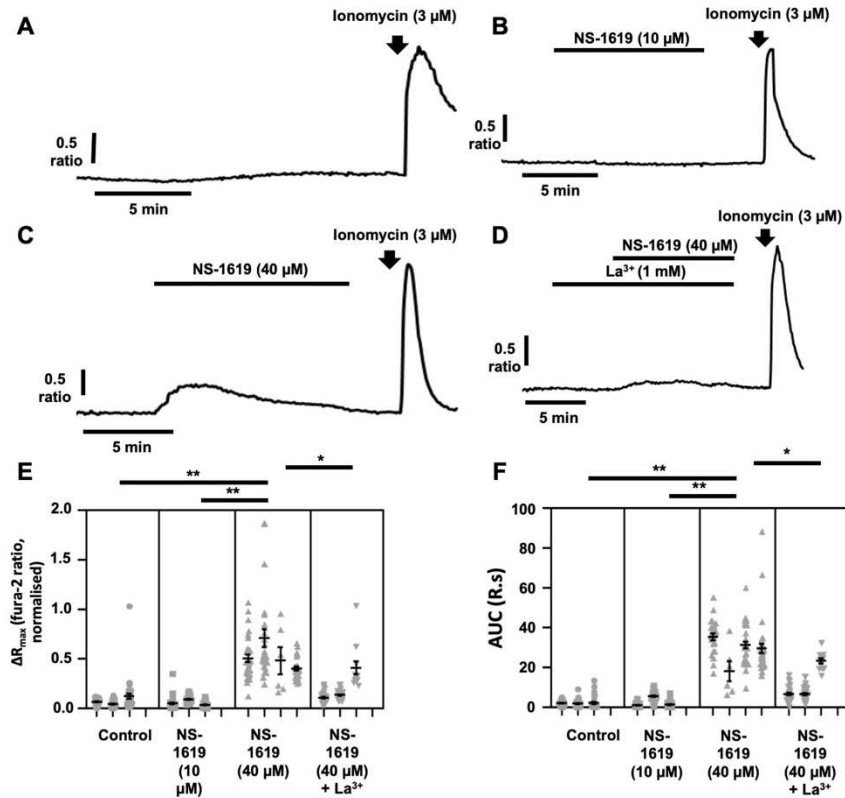 A
Ionomycin (3 µM)
0.5
ratio
5 min
B
Ionomycin (3 µM)
NS-1619 (10 µM)
0.5
ratio
5 min
C
Ionomycin (3 µM)
NS-1619 (40 µM)
0.5
ratio
5 min
D
Ionomycin (3 µM)
NS-1619 (40 µM)
La³⁺ (1 mM)
0.5
ratio
5 min
E
**
**
*
ΔRmax (fura-2 ratio,
normalised)
2.0
1.5
1.0
0.5
0.0
Control
NS-
1619
(10
µM)
NS-
1619
(40 µM)
NS-
1619
(40 µM)
+ La³⁺
F
**
**
*
AUC (R.s)
100
80
60
40
20
0
Control
NS-
1619
(10 µM)
NS-
1619
(40 µM)
NS-
1619
(40 µM)
+ La³⁺